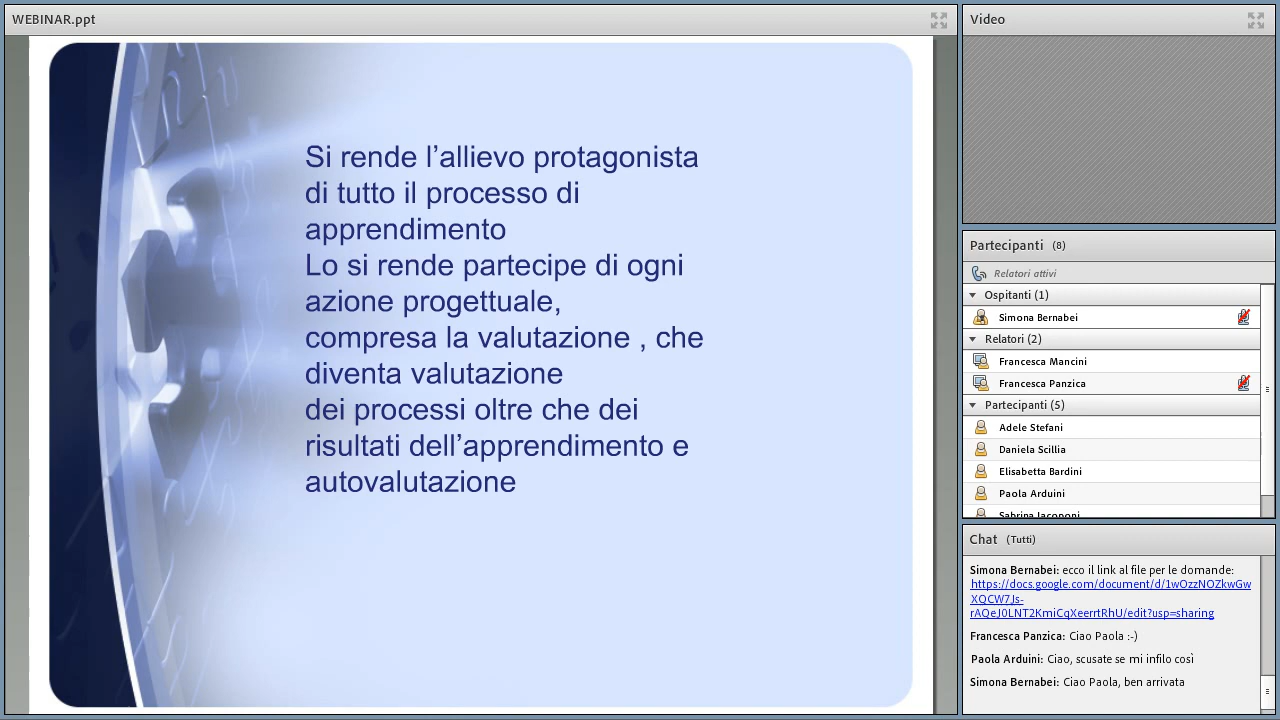 WEBINAR.ppt
Si rende l’allievo protagonista
di tutto il processo di
apprendimento
Lo si rende partecipe di ogni
azione progettuale,
compresa la valutazione , che
diventa valutazione
dei processi oltre che dei
risultati dell’apprendimento e
autovalutazione
Video
Partecipanti (8)
Relatori attivi
Ospitanti (1)
Simona Bernabei
Relatori (2)
Francesca Mancini
Francesca Panzica
Partecipanti (5)
Adele Stefani
Daniela Scillia
Elisabetta Bardini
Paola Arduini
Sabrina Iacoponi
Chat (Tutti)
Simona Bernabei: ecco il link al file per le domande:
https://docs.google.com/document/d/1wOzzNOZkwGw
XQCW7Js-
rAQeJ0LNT2KmiCqXeerrtRhU/edit?usp=sharing
Francesca Panzica: Ciao Paola :-)
Paola Arduini: Ciao, scusate se mi infilo così
Simona Bernabei: Ciao Paola, ben arrivata